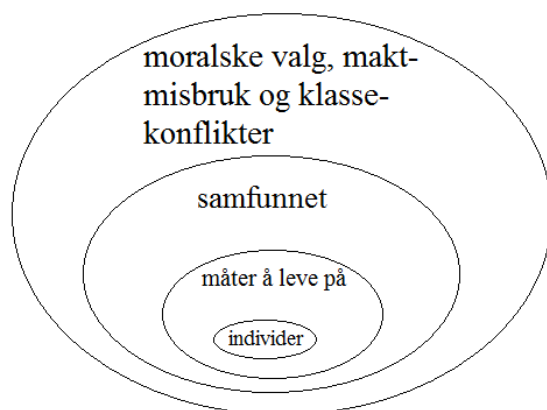 moralske valg, makt-
misbruk og klasse-
konflikter
samfunnet
måter å leve på
individer